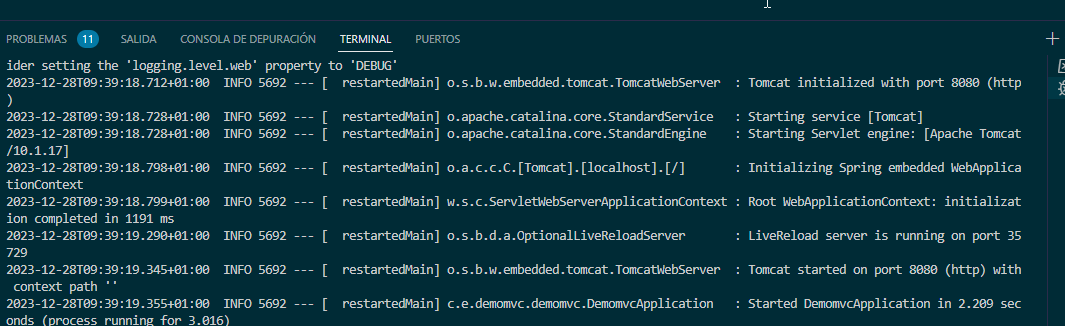 PROBLEMAS 11 SALIDA CONSOLA DE DEPURACIÓN TERMINAL PUERTOS
ider setting the 'logging.level.web' property to 'DEBUG'
2023-12-28T09:39:18.712+01:00  INFO 5692 --- [  restartedMain] o.s.b.w.embedded.tomcat.TomcatWebServer  : Tomcat initialized with port 8080 (http
)
2023-12-28T09:39:18.728+01:00  INFO 5692 --- [  restartedMain] o.apache.catalina.core.StandardService   : Starting service [Tomcat]
2023-12-28T09:39:18.728+01:00  INFO 5692 --- [  restartedMain] o.apache.catalina.core.StandardEngine    : Starting Servlet engine: [Apache Tomcat
/10.1.17]
2023-12-28T09:39:18.798+01:00  INFO 5692 --- [  restartedMain] o.a.c.c.C.[Tomcat].[localhost].[/]       : Initializing Spring embedded WebApplica
tionContext
2023-12-28T09:39:18.799+01:00  INFO 5692 --- [  restartedMain] w.s.c.ServletWebServerApplicationContext : Root WebApplicationContext: initializat
ion completed in 1191 ms
2023-12-28T09:39:19.290+01:00  INFO 5692 --- [  restartedMain] o.s.b.d.a.OptionalLiveReloadServer       : LiveReload server is running on port 35
729
2023-12-28T09:39:19.345+01:00  INFO 5692 --- [  restartedMain] o.s.b.w.embedded.tomcat.TomcatWebServer  : Tomcat started on port 8080 (http) with
 context path ''
2023-12-28T09:39:19.355+01:00  INFO 5692 --- [  restartedMain] c.e.demomvc.demomvc.DemomvcApplication   : Started DemomvcApplication in 2.209 sec
onds (process running for 3.016)